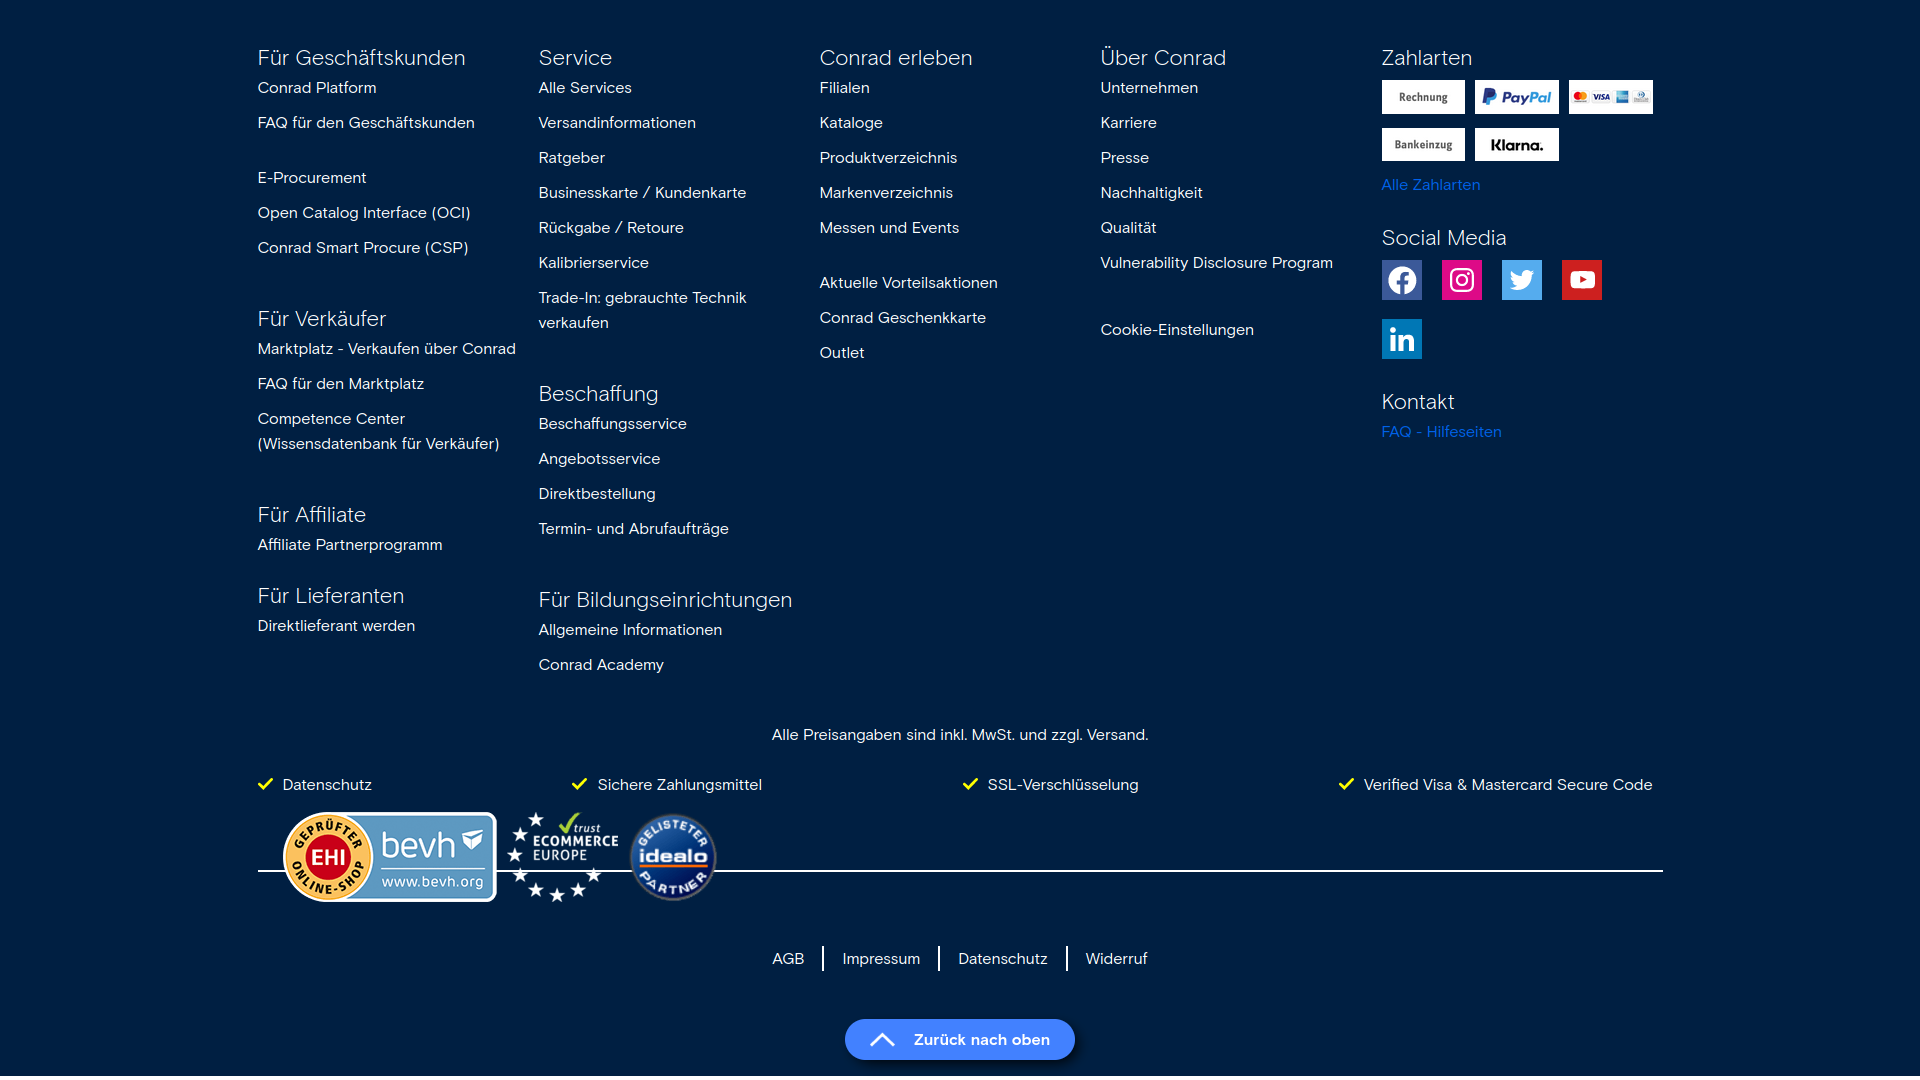 Für Geschäftskunden
Conrad Platform
FAQ für den Geschäftskunden
E-Procurement
Open Catalog Interface (OCI)
Conrad Smart Procure (CSP)
Für Verkäufer
Marktplatz - Verkaufen über Conrad
FAQ für den Marktplatz
Competence Center
(Wissensdatenbank für Verkäufer)
Für Affiliate
Affiliate Partnerprogramm
Für Lieferanten
Direktlieferant werden
Service
Alle Services
Versandinformationen
Ratgeber
Businesskarte / Kundenkarte
Rückgabe / Retoure
Kalibrierservice
Trade-In: gebrauchte Technik
verkaufen
Beschaffung
Beschaffungsservice
Angebotsservice
Direktbestellung
Termin- und Abrufaufträge
Für Bildungseinrichtungen
Allgemeine Informationen
Conrad Academy
Conrad erleben
Filialen
Kataloge
Produktverzeichnis
Markenverzeichnis
Messen und Events
Aktuelle Vorteilsaktionen
Conrad Geschenkkarte
Outlet
Über Conrad
Unternehmen
Karriere
Presse
Nachhaltigkeit
Qualität
Vulnerability Disclosure Program
Cookie-Einstellungen
Zahlarten
Rechnung
PayPal
VISA
Bankeinzug
Klarna.
Alle Zahlarten
Social Media
in
Kontakt
FAQ - Hilfeseiten
Alle Preisangaben sind inkl. MwSt. und zzgl. Versand.
Datenschutz
Sichere Zahlungsmittel
SSL-Verschlüsselung
Verified Visa & Mastercard Secure Code
GEPRÜFTER
EHI
ONLINE-SHOP
bevh
www.bevh.org
trust
ECOMMERCE
EUROPE
GELISTETER
idealo
PARTNER
AGB
Impressum
Datenschutz
Widerruf
Zurück nach oben